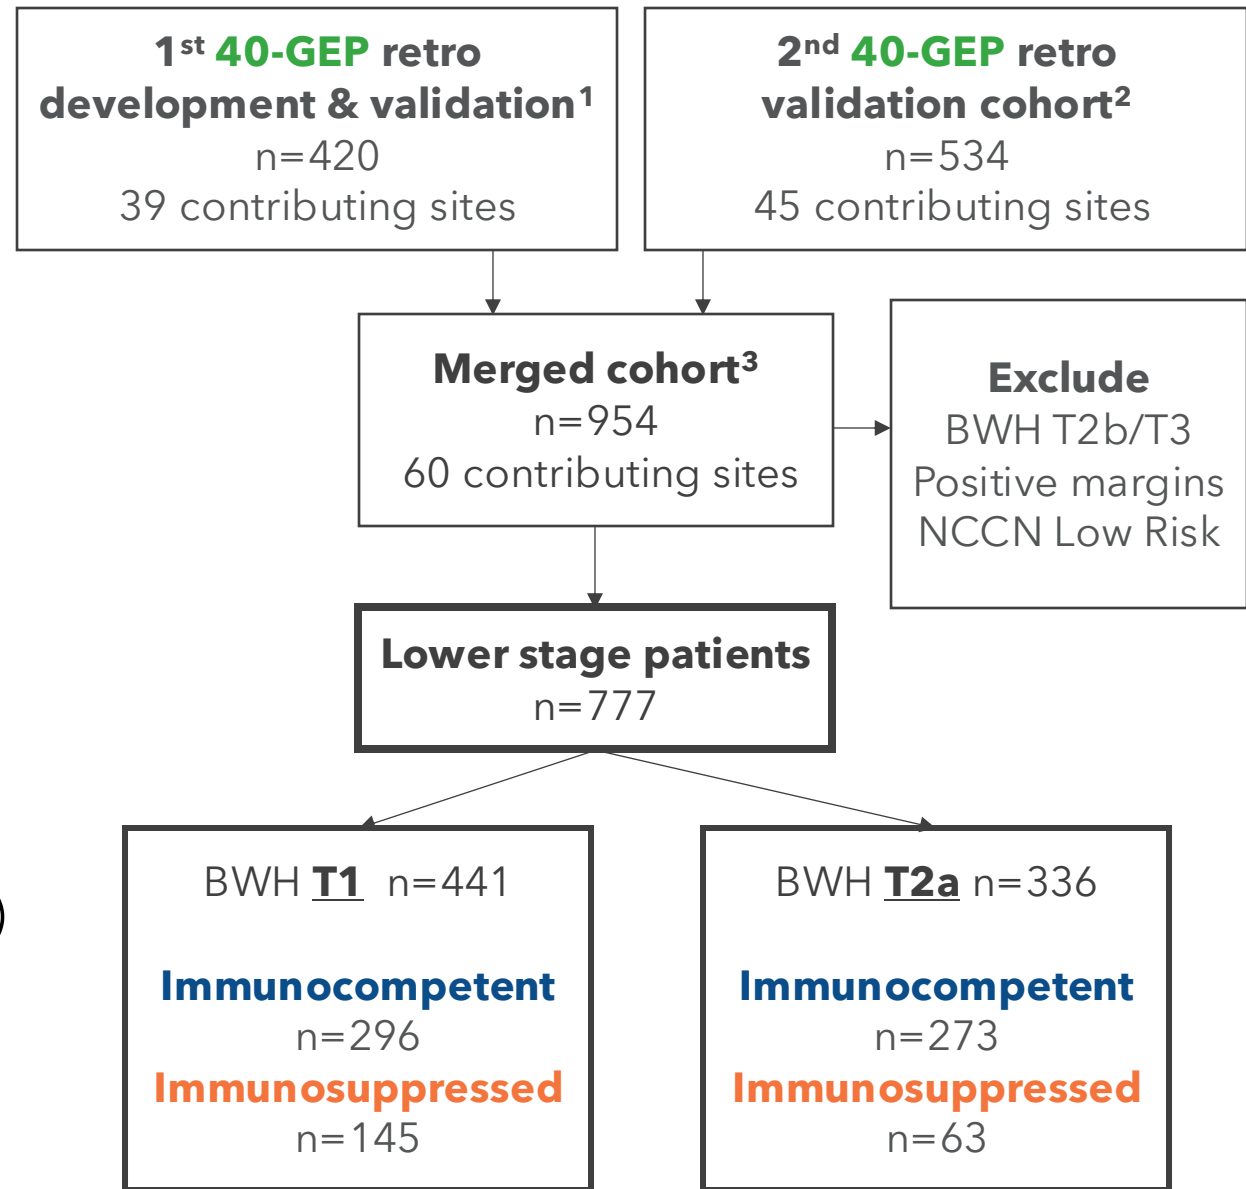 1st 40-GEP retro
development & validation1
n=420
39 contributing sites
2nd 40-GEP retro
validation cohort2
n=534
45 contributing sites
Merged cohort3
n=954
60 contributing sites
Exclude
BWH T2b/T3
Positive margins
NCCN Low Risk
Lower stage patients
n=777
BWH T1 n=441
Immunocompetent
n=296
Immunosuppressed
n=145
BWH T2a n=336
Immunocompetent
n=273
Immunosuppressed
n=63
)